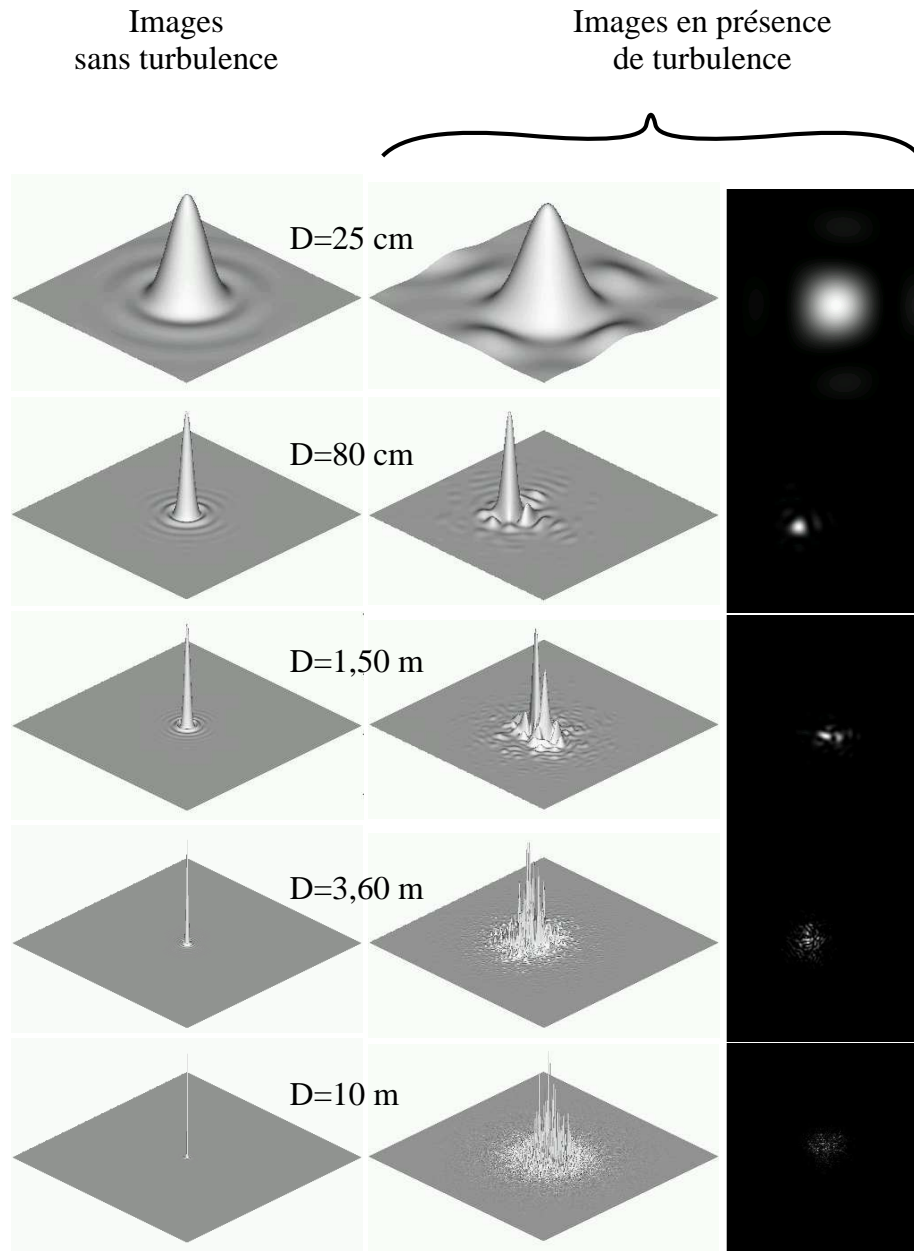 Images
sans turbulence
Images en présence
de turbulence
D=25 cm
D=80 cm
D=1,50 m
D=3,60 m
D=10 m